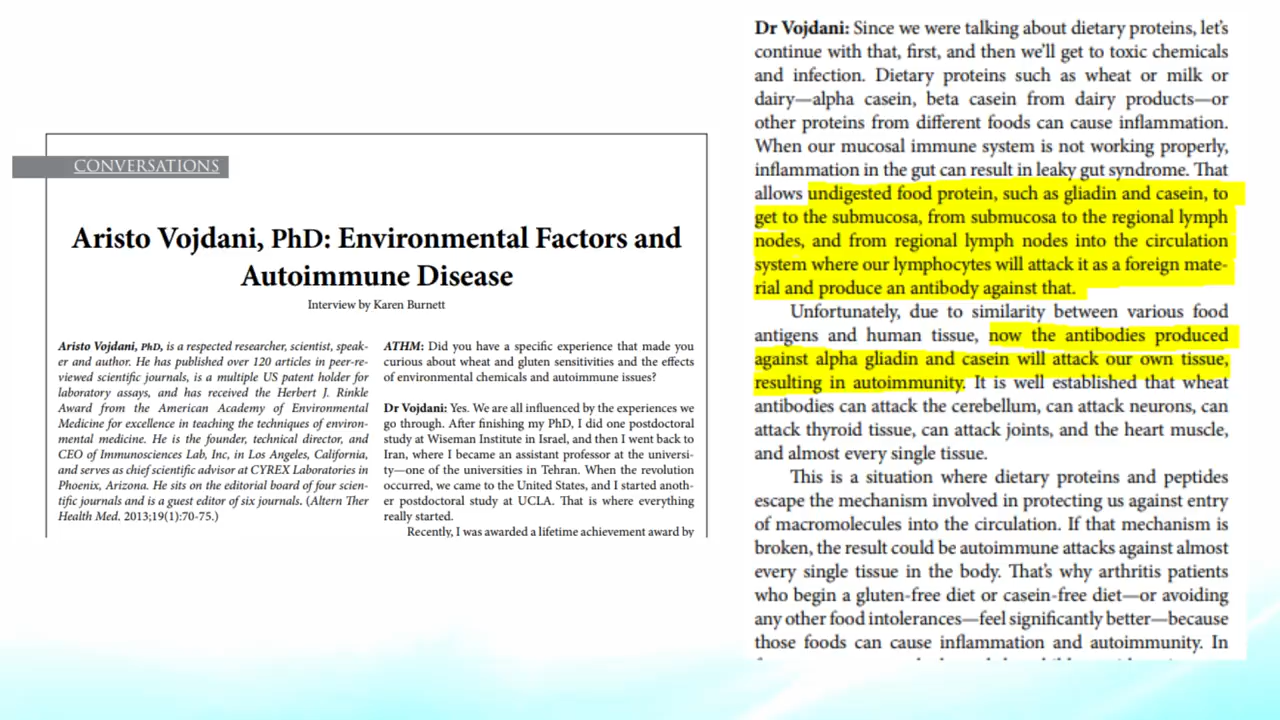 CONVERSATIONS
Aristo Vojdani, PhD: Environmental Factors and
Autoimmune Disease
Interview by Karen Burnett
Aristo Vojdani, PhD, is a respected researcher, scientist, speak-
er and author. He has published over 120 articles in peer-re-
viewed scientific journals, is a multiple US patent holder for
laboratory assays, and has received the Herbert J. Rinkle
Award from the American Academy of Environmental
Medicine for excellence in teaching the techniques of environ-
mental medicine. He is the founder, technical director, and
CEO of Immunosciences Lab, Inc, in Los Angeles, California,
and serves as chief scientific advisor at CYREX Laboratories in
Phoenix, Arizona. He sits on the editorial board of four scien-
tific journals and is a guest editor of six journals. (Altern Ther
Health Med. 2013;19(1):70-75.)
ATHM: Did you have a specific experience that made you
curious about wheat and gluten sensitivities and the effects
of environmental chemicals and autoimmune issues?
Dr Vojdani: Yes. We are all influenced by the experiences we
go through. After finishing my PhD, I did one postdoctoral
study at Wiseman Institute in Israel, and then I went back to
Iran, where I became an assistant professor at the universi-
ty—one of the universities in Tehran. When the revolution
occurred, we came to the United States, and I started anoth-
er postdoctoral study at UCLA. That is where everything
really started.
Recently, I was awarded a lifetime achievement award by
Dr Vojdani: Since we were talking about dietary proteins, let's
continue with that, first, and then we'll get to toxic chemicals
and infection. Dietary proteins such as wheat or milk or
dairy—alpha casein, beta casein from dairy products—or
other proteins from different foods can cause inflammation.
When our mucosal immune system is not working properly,
inflammation in the gut can result in leaky gut syndrome. That
allows undigested food protein, such as gliadin and casein, to
get to the submucosa, from submucosa to the regional lymph
nodes, and from regional lymph nodes into the circulation
system where our lymphocytes will attack it as a foreign mate-
rial and produce an antibody against that.
Unfortunately, due to similarity between various food
antigens and human tissue, now the antibodies produced
against alpha gliadin and casein will attack our own tissue,
resulting in autoimmunity. It is well established that wheat
antibodies can attack the cerebellum, can attack neurons, can
attack thyroid tissue, can attack joints, and the heart muscle,
and almost every single tissue.
This is a situation where dietary proteins and peptides
escape the mechanism involved in protecting us against entry
of macromolecules into the circulation. If that mechanism is
broken, the result could be autoimmune attacks against almost
every single tissue in the body. That's why arthritis patients
who begin a gluten-free diet or casein-free diet—or avoiding
any other food intolerances—feel significantly better—because
those foods can cause inflammation and autoimmunity. In